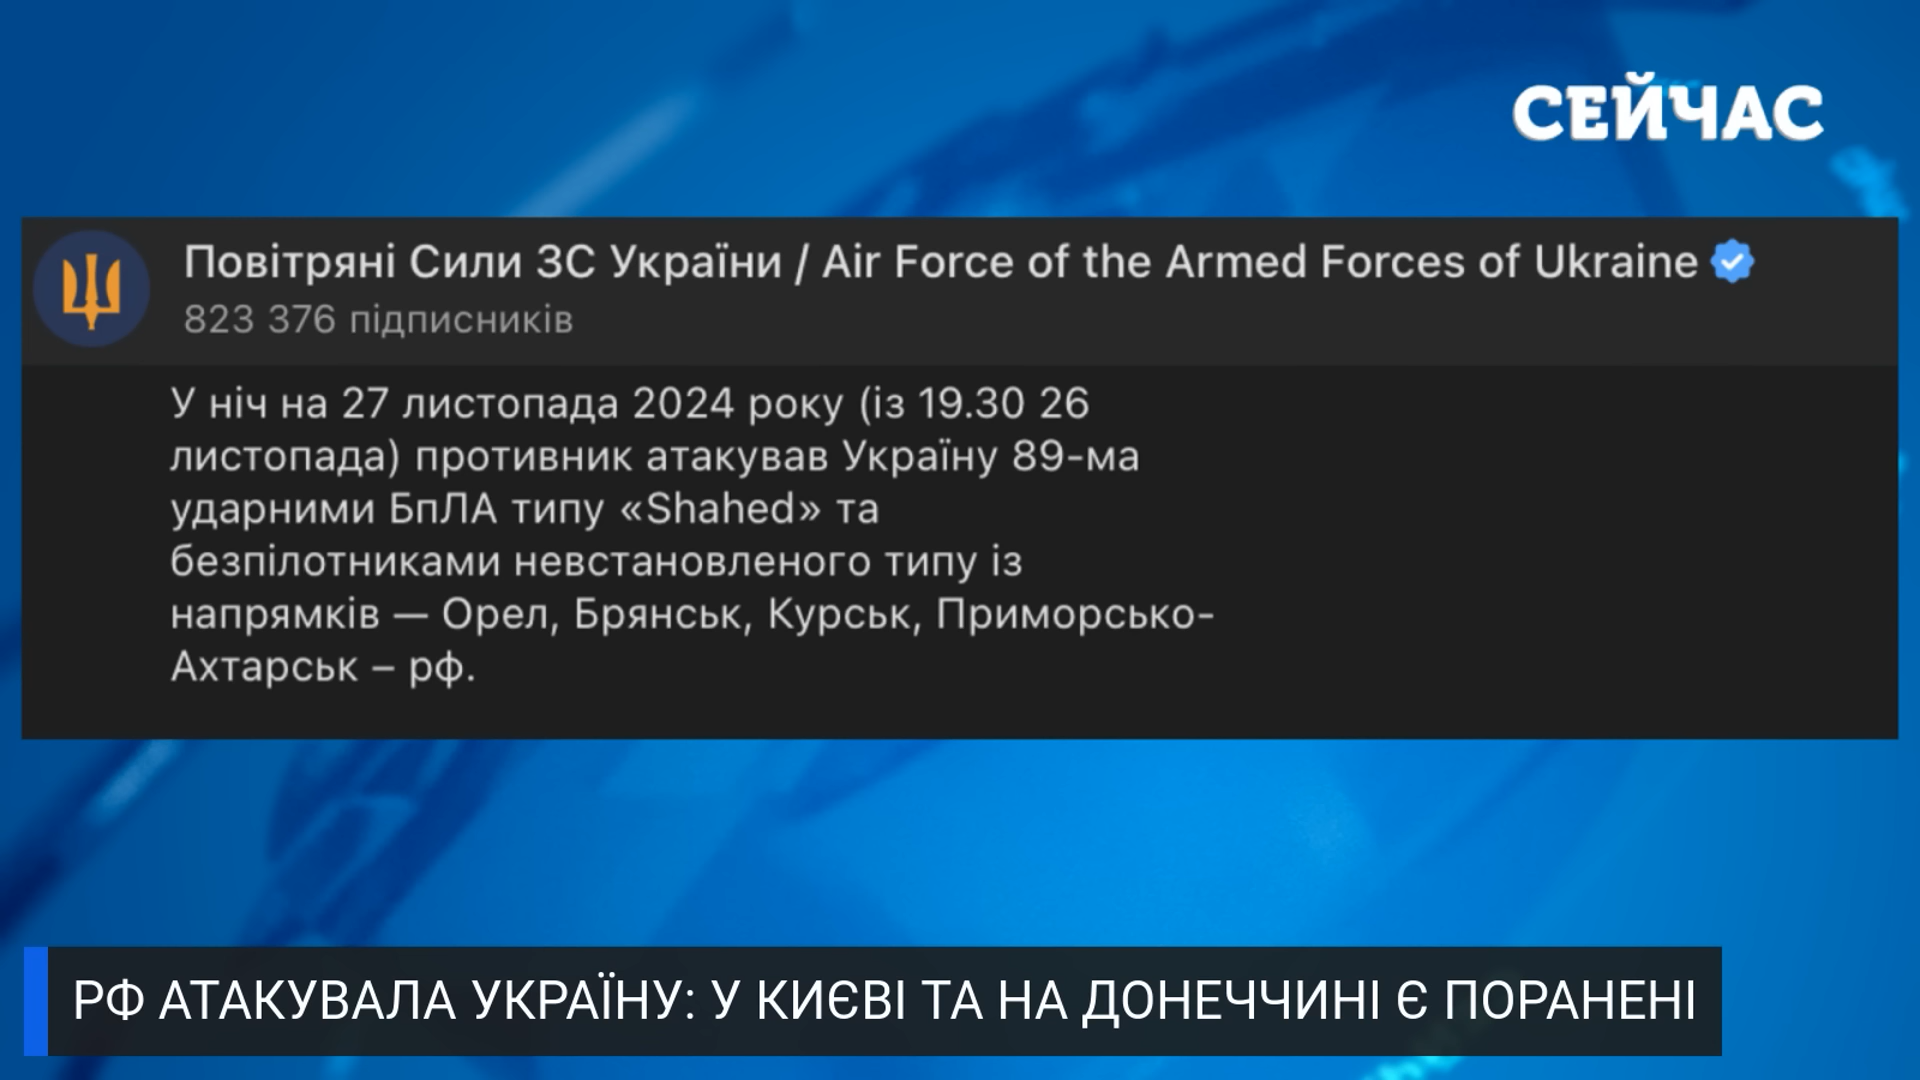 СЕЙЧАС
Повітряні Сили ЗС України / Air Force of the Armed Forces of Ukraine
823 376 підписників
У ніч на 27 листопада 2024 року (із 19.30 26
листопада) противник атакував Україну 89-ма
ударними БпЛА типу «Shahed» та
безпілотниками невстановленого типу із
напрямків — Орел, Брянськ, Курськ, Приморсько-
Ахтарськ – рф.
РФ АТАКУВАЛА УКРАЇНУ: У КИЄВІ ТА НА ДОНЕЧЧИНІ Є ПОРАНЕНІ